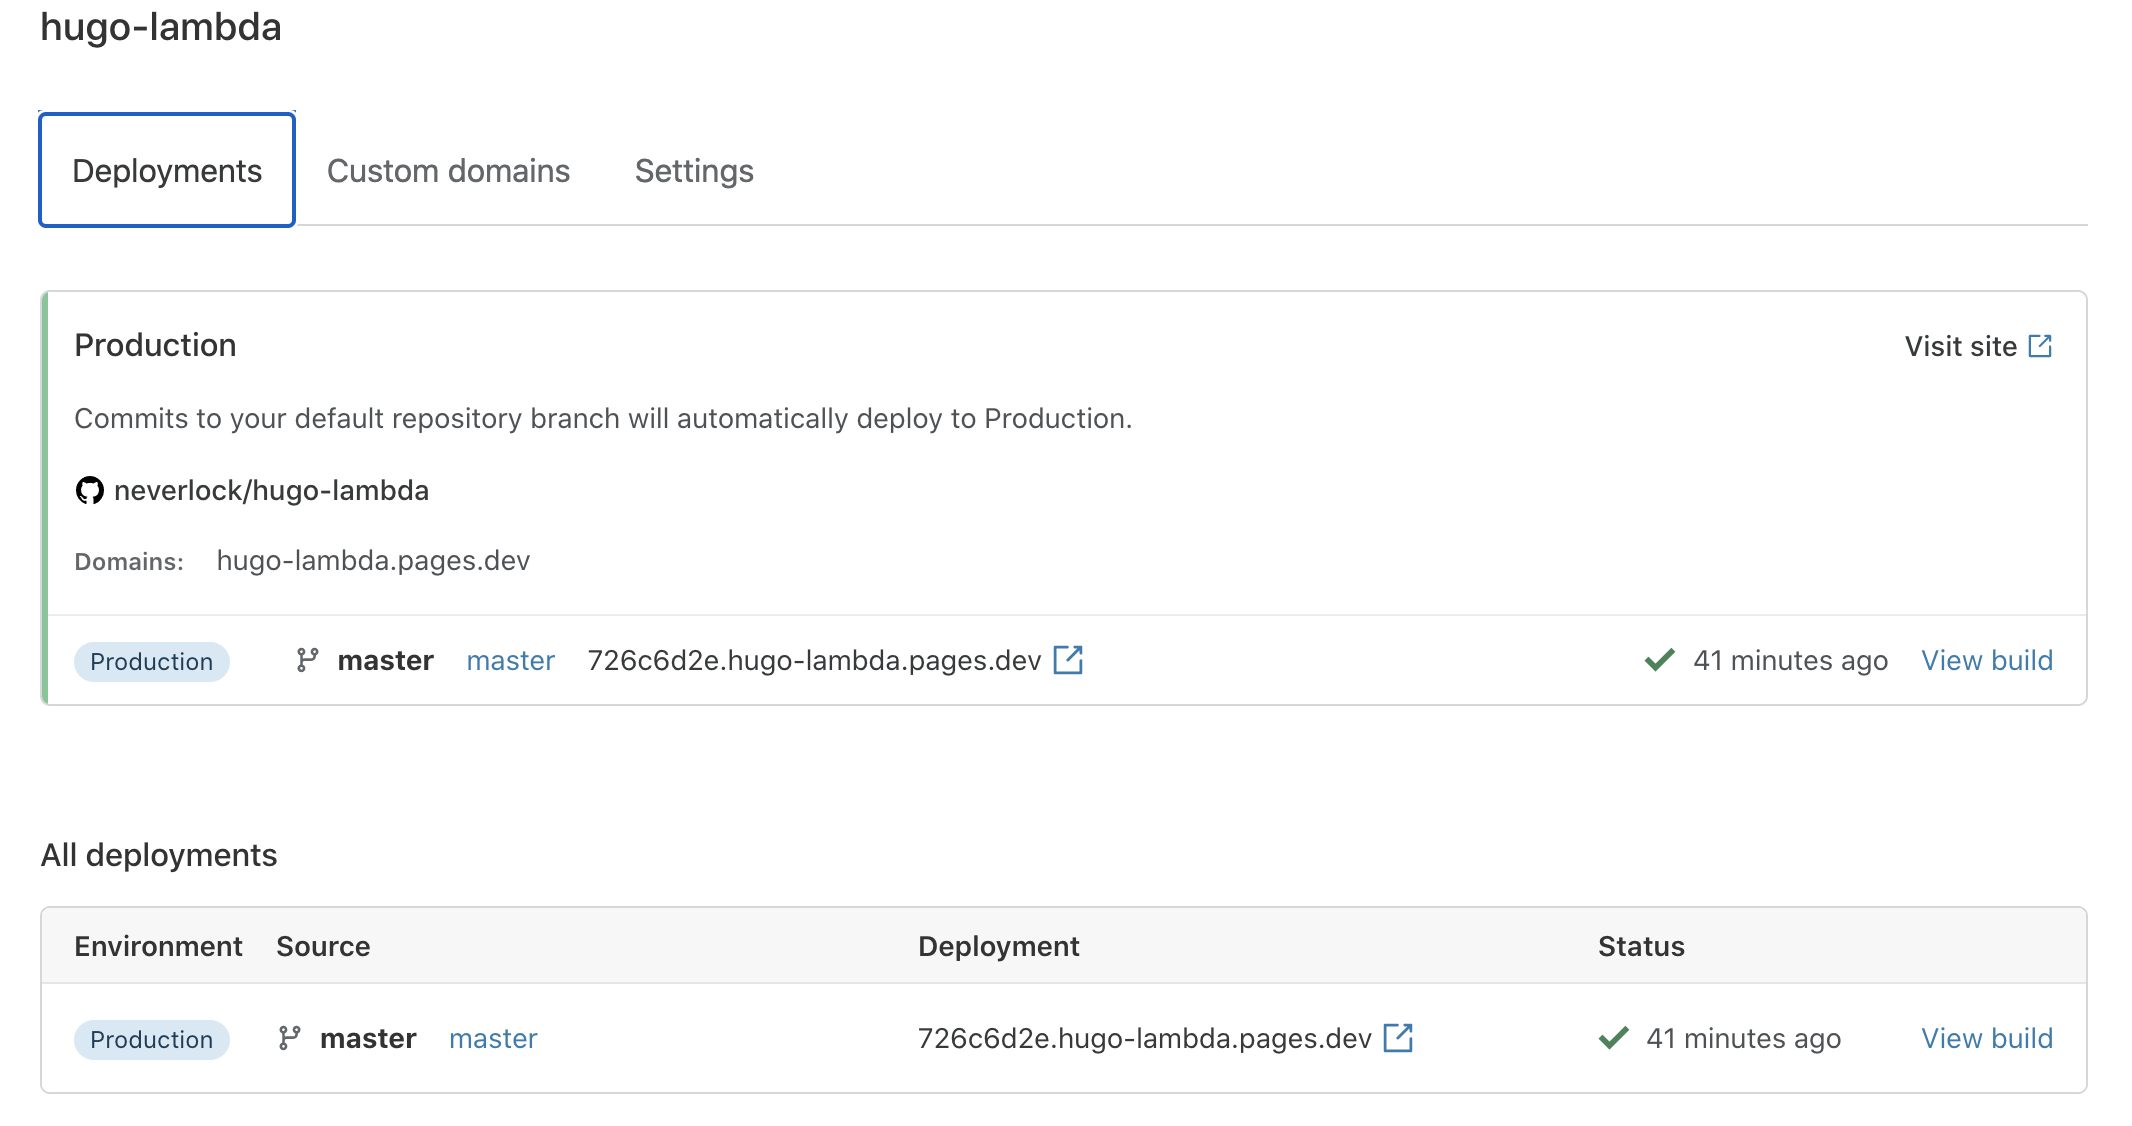 hugo-lambda
Deployments Custom domains Settings
Production Visit site
Commits to your default repository branch will automatically deploy to Production.
neverlock/hugo-lambda
Domains: hugo-lambda.pages.dev
Production master master 726c6d2e.hugo-lambda.pages.dev 41 minutes ago View build
All deployments
Environment Source Deployment Status
Production master master 726c6d2e.hugo-lambda.pages.dev 41 minutes ago View build